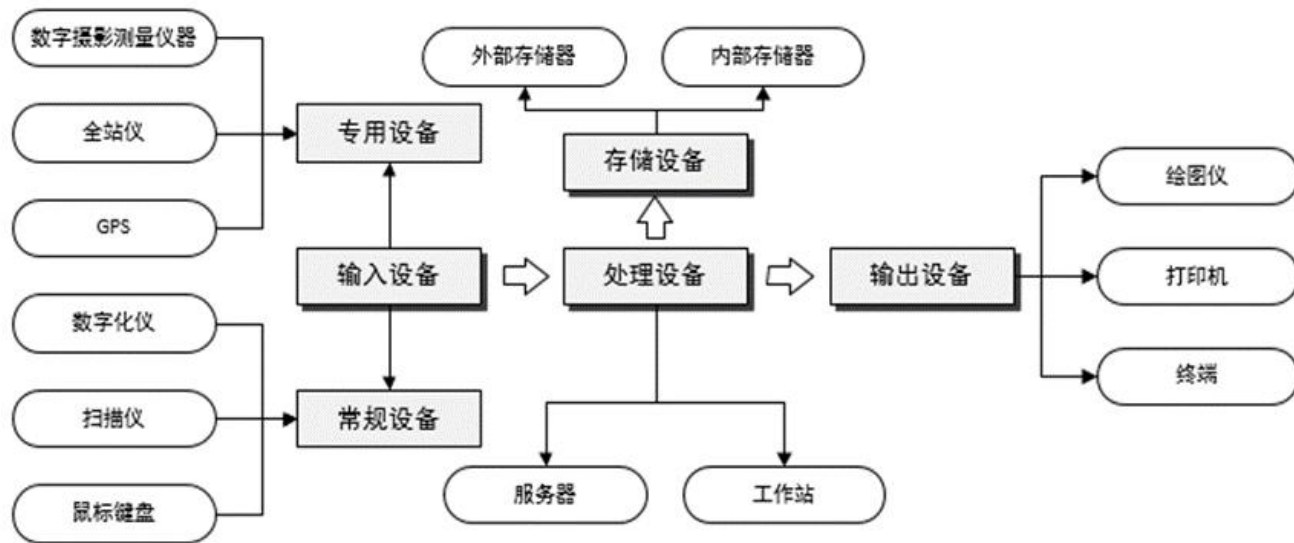 数字摄影测量仪器
外部存储器
内部存储器
全站仪
专用设备
存储设备
绘图仪
GPS
输入设备
处理设备
输出设备
打印机
数字化仪
终端
扫描仪
常规设备
鼠标键盘
服务器
工作站